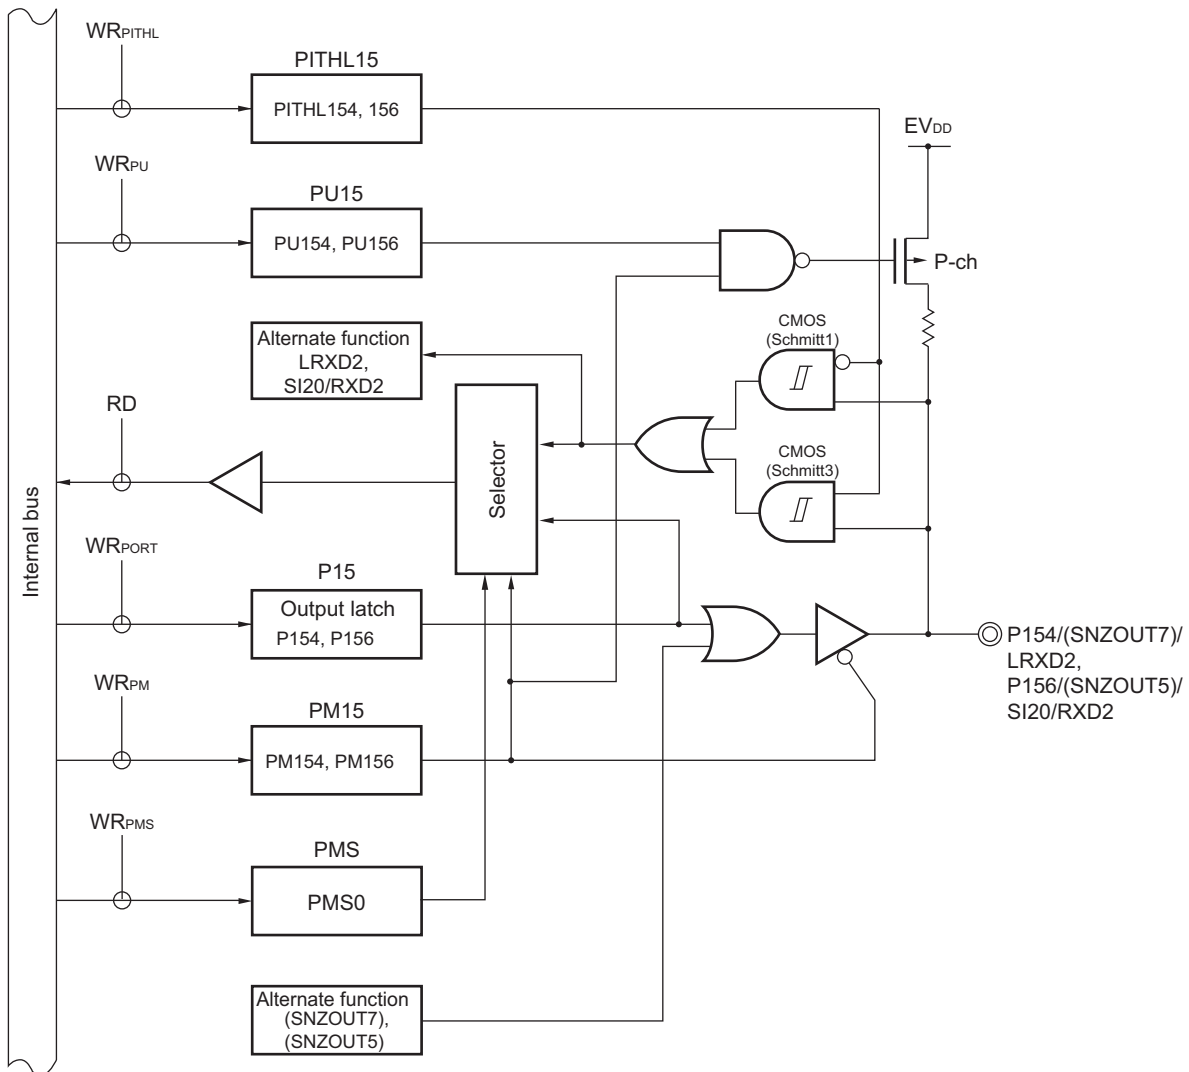 WRPITHL
PITHL15
PITHL154, 156
EVDD
WRPU
PU15
PU154, PU156
P-ch
CMOS
(Schmitt1)
Alternate function
LRXD2,
SI20/RXD2
RD
Selector
CMOS
(Schmitt3)
Internal bus
WRPORT
P15
Output latch
P154, P156
P154/(SNZOUT7)/
LRXD2,
P156/(SNZOUT5)/
SI20/RXD2
WRPM
PM15
PM154, PM156
WRPMS
PMS
PMS0
Alternate function
(SNZOUT7),
(SNZOUT5)